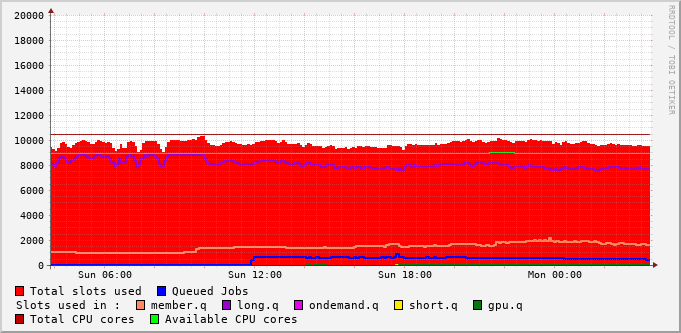 RRDTOOL / TOBI OETIKER
20000
18000
16000
14000
12000
10000
8000
6000
4000
2000
0
Sun 06:00 Sun 12:00 Sun 18:00 Mon 00:00
Total slots used Queued Jobs
Slots used in : member.q long.q ondemand.q short.q gpu.q
Total CPU cores Available CPU cores